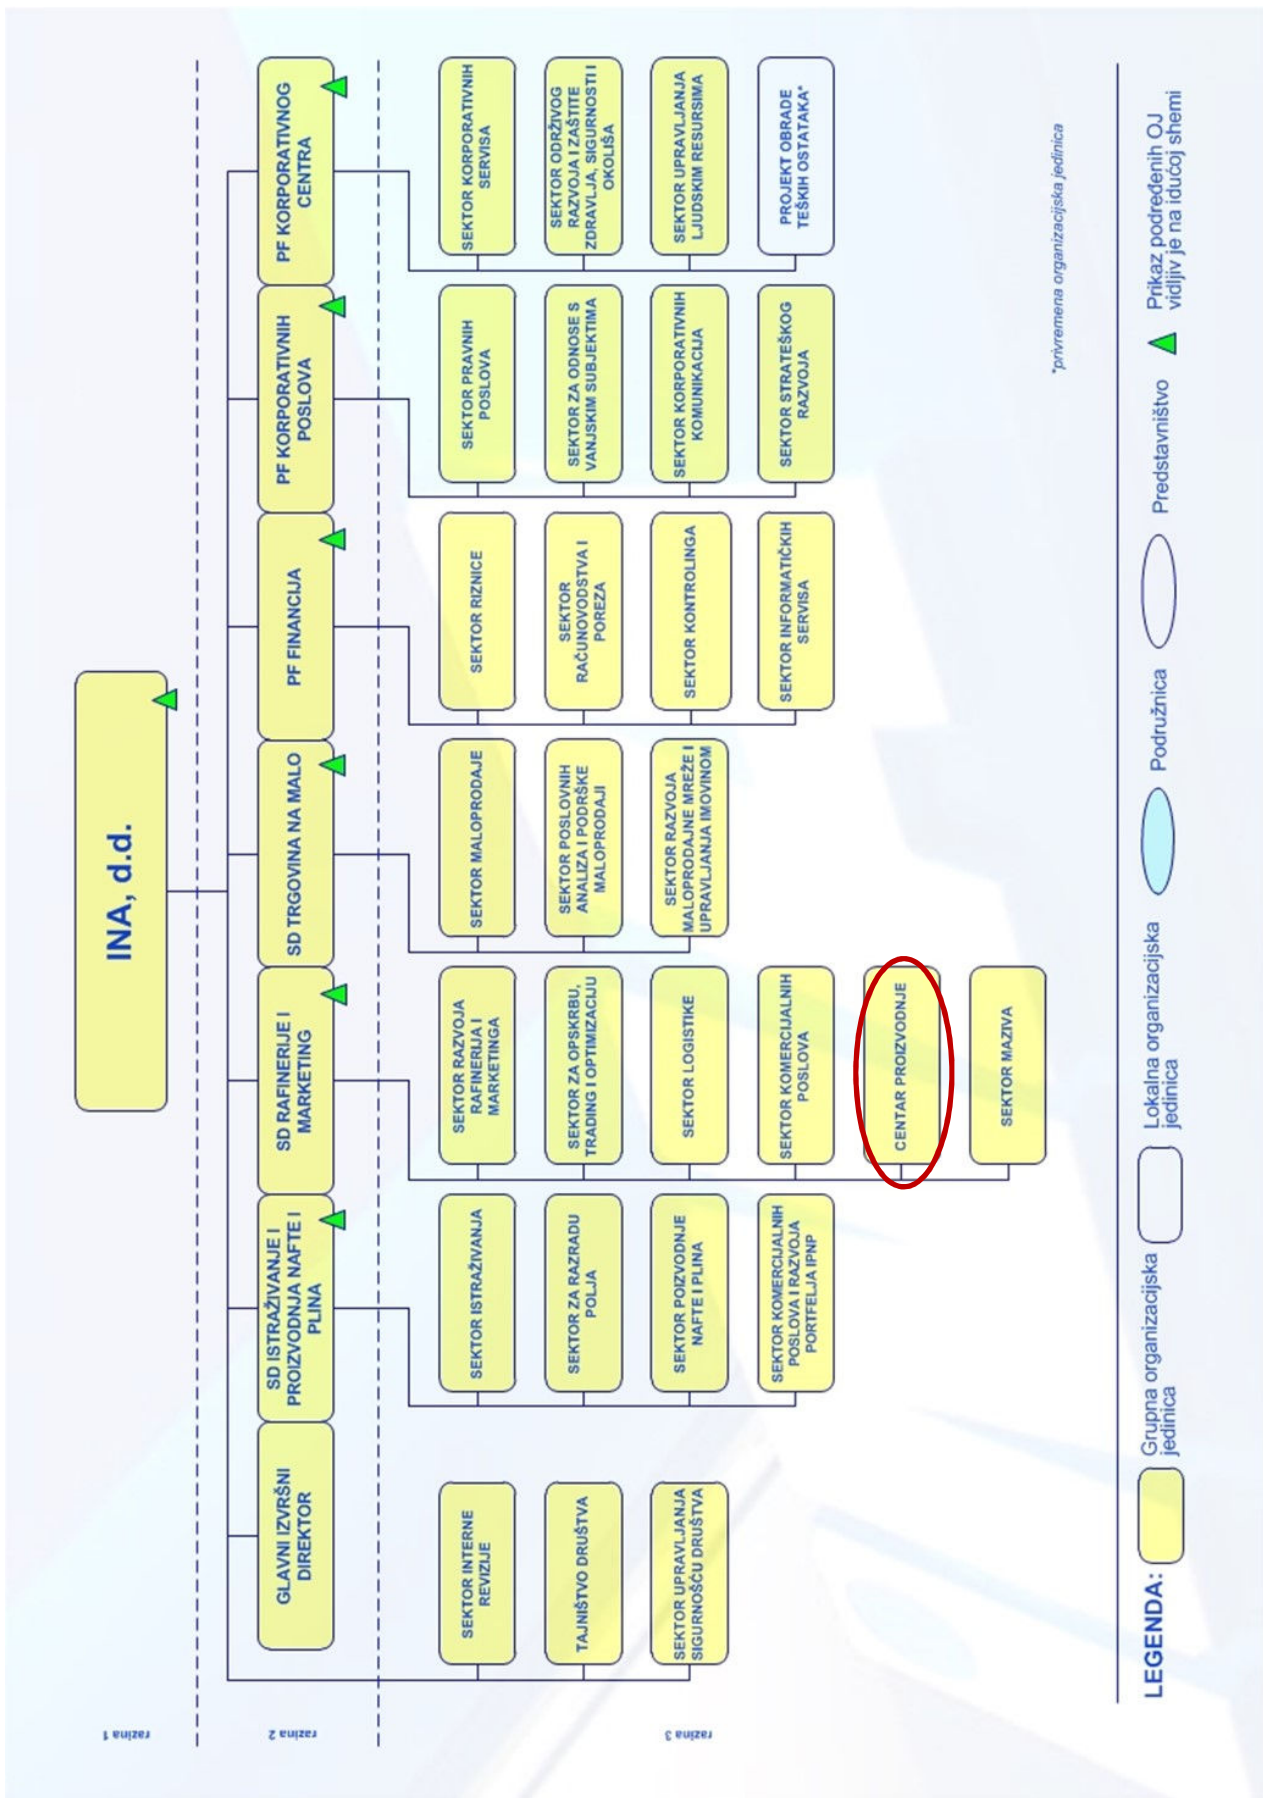 INA, d.d.
razina 1
GLAVNI IZVRŠNI
DIREKTOR
SD ISTRAŽIVANJE I
PROIZVODNJA NAFTE I
PLINA
SD RAFINERIJE I
MARKETING
SD TRGOVINA NA MALO
PF FINANCIJA
PF KORPORATIVNIH
POSLOVA
PF KORPORATIVNOG
CENTRA
razina 2
SEKTOR INTERNE
REVIZIJE
TAJNIŠTVO DRUŠTVA
SEKTOR UPRAVLJANJA
SIGURNOŠĆU DRUŠTVA
SEKTOR ISTRAŽIVANJA
SEKTOR ZA RAZRADU
POLJA
SEKTOR POIZVODNJE
NAFTE I PLINA
SEKTOR KOMERCIJALNIH
POSLOVA I RAZVOJA
PORTFELJA IPNP
SEKTOR RAZVOJA
RAFINERIJA I
MARKETINGA
SEKTOR ZA OPSKRBU,
TRADING I OPTIMIZACIJU
SEKTOR LOGISTIKE
SEKTOR KOMERCIJALNIH
POSLOVA
CENTAR PROIZVODNJE
SEKTOR MAZIVA
SEKTOR MALOPRODAJE
SEKTOR POSLOVNIH
ANALIZA I PODRŠKE
MALOPRODAJI
SEKTOR RAZVOJA
MALOPRODAJNE MREŽE I
UPRAVLJANJA IMOVINOM
SEKTOR RIZNICE
SEKTOR
RAČUNOVODSTVA I
POREZA
SEKTOR KONTROLINGA
SEKTOR INFORMATIČKIH
SERVISA
SEKTOR PRAVNIH
POSLOVA
SEKTOR ZA ODNOSE S
VANJSKIM SUBJEKTIMA
SEKTOR KORPORATIVNIH
KOMUNIKACIJA
SEKTOR STRATEŠKOG
RAZVOJA
SEKTOR KORPORATIVNIH
SERVISA
SEKTOR ODRŽIVOG
RAZVOJA I ZAŠTITE
ZDRAVLJA, SIGURNOSTI I
OKOLIŠA
SEKTOR UPRAVLJANJA
LJUDSKIM RESURSIMA
PROJEKT OBRADE
TEŠKIH OSTATAKA*
razina 3
*privremena organizacijska jedinica
LEGENDA:
Grupna organizacijska
jedinica
Lokalna organizacijska
jedinica
Podružnica
Predstavništvo
Prikaz podređenih OJ
vidljiv je na idućoj shemi